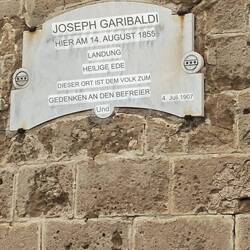 JOSEPH GARIBALDI
HIER AM 14. AUGUST 1855
LANDUNG
HEILIGE EDE
DIESER ORT IST DEM VOLK ZUM
GEDENKEN AN DEN BEFREIER
4. Juli 1907
Und